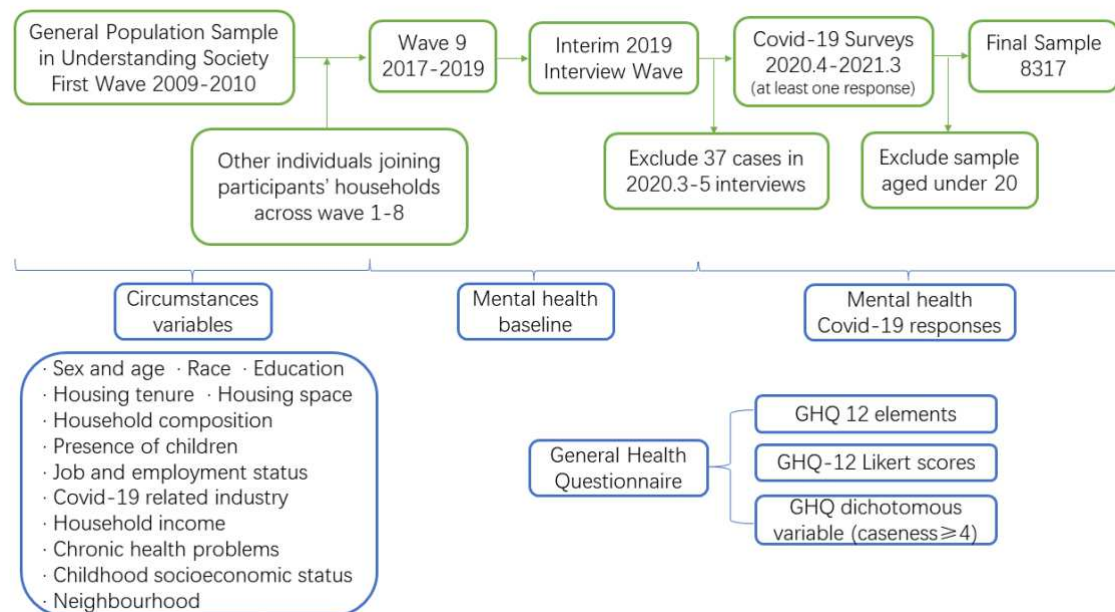 General Population Sample
in Understanding Society
First Wave 2009-2010
Wave 9
2017-2019
Interim 2019
Interview Wave
Covid-19 Surveys
2020.4-2021.3
(at least one response)
Final Sample
8317
Other individuals joining
participants’ households
across wave 1-8
Exclude 37 cases in
2020.3-5 interviews
Exclude sample
aged under 20
Circumstances
variables
Mental health
baseline
Mental health
Covid-19 responses
· Sex and age · Race · Education
· Housing tenure · Housing space
· Household composition
· Presence of children
· Job and employment status
· Covid-19 related industry
· Household income
· Chronic health problems
· Childhood socioeconomic status
· Neighbourhood
General Health
Questionnaire
GHQ 12 elements
GHQ-12 Likert scores
GHQ dichotomous
variable (caseness≥4)